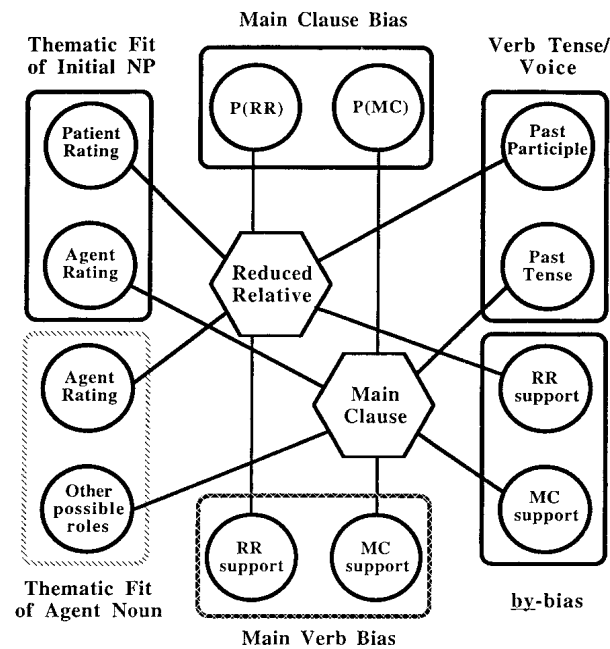 Main Clause Bias
Thematic Fit
of Initial NP
Verb Tense/
Voice
P(RR)
P(MC)
Patient
Rating
Past
Participle
Agent
Rating
Reduced
Relative
Past
Tense
Agent
Rating
Main
Clause
RR
support
Other
possible
roles
MC
support
RR
support
MC
support
Thematic Fit
of Agent Noun
by-bias
Main Verb Bias